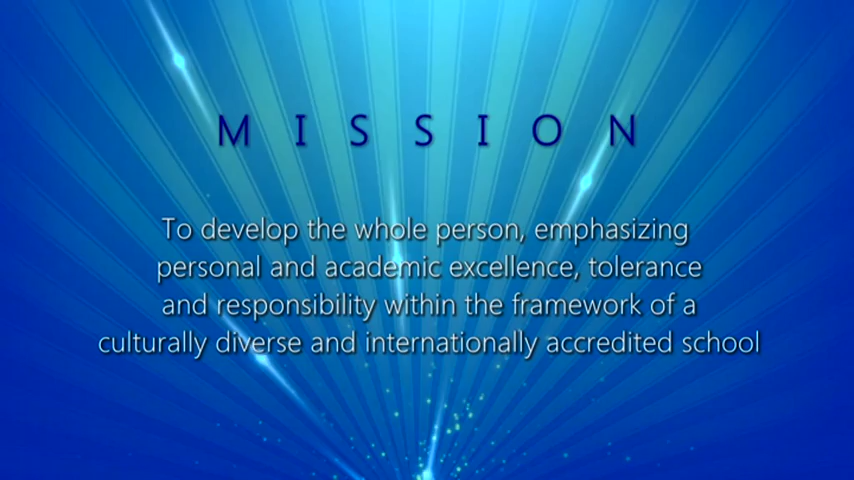 M I S S I O N
To develop the whole person, emphasizing
personal and academic excellence, tolerance
and responsibility within the framework of a
culturally diverse and internationally accredited school